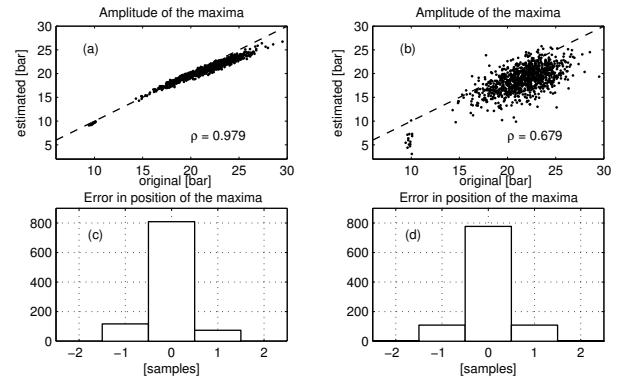 Amplitude of the maxima
30
25
20
15
10
5
estimated [bar]
(a)
ρ = 0.979
10 15 20 25 30
original [bar]
Amplitude of the maxima
30
25
20
15
10
5
estimated [bar]
(b)
ρ = 0.679
10 15 20 25 30
original [bar]
Error in position of the maxima
800
600
400
200
0
(c)
−2 −1 0 1 2
[samples]
Error in position of the maxima
800
600
400
200
0
(d)
−2 −1 0 1 2
[samples]